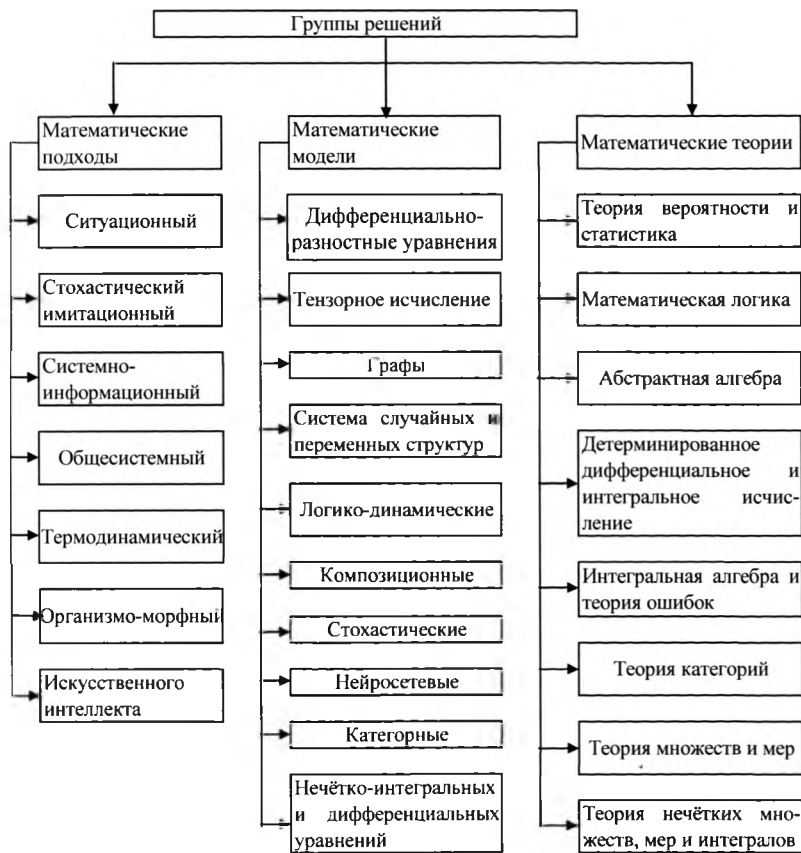 Группы решений
Математические
подходы
Ситуационный
Стохастический
имитационный
Системно-
информационный
Общесистемный
Термодинамический
Организмо-морфный
Искусственного
интеллекта
Математические
модели
Дифференциально-
разностные уравнения
Тензорное исчисление
Графы
Система случайных и
переменных структур
Логико-динамические
Композиционные
Стохастические
Нейросетевые
Категорные
Нечётко-интегральных
и дифференциальных
уравнений
Математические теории
Теория вероятности и
статистика
Математическая логика
Абстрактная алгебра
Детерминированное
дифференциальное и
интегральное исчис-
ление
Интегральная алгебра и
теория ошибок
Теория категорий
Теория множеств и мер
Теория нечётких мно-
жеств, мер и интегралов